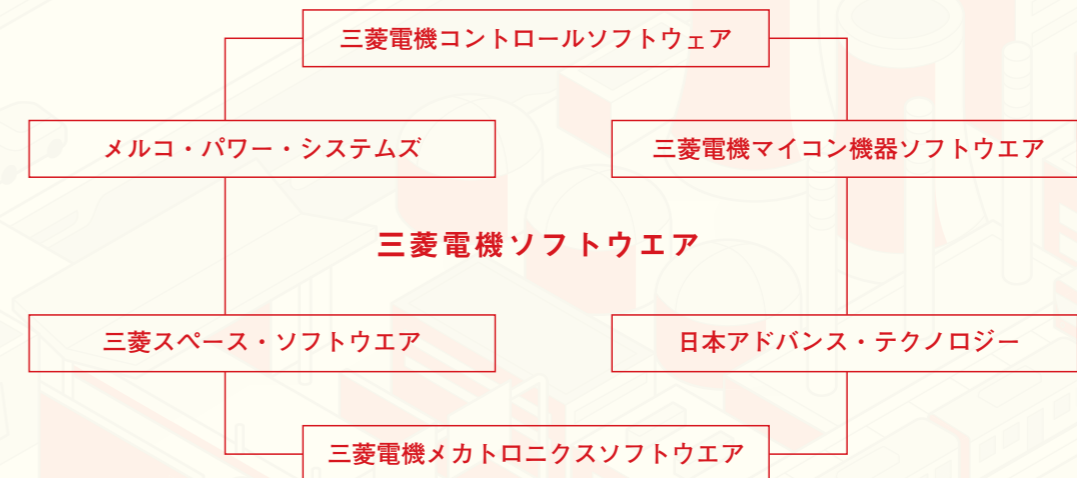 三菱電機コントロールソフトウェア
メルコ・パワー・システムズ
三菱電機マイコン機器ソフトウエア
三菱電機ソフトウエア
三菱スペース・ソフトウエア
日本アドバンス・テクノロジー
三菱電機メカトロニクスソフトウエア